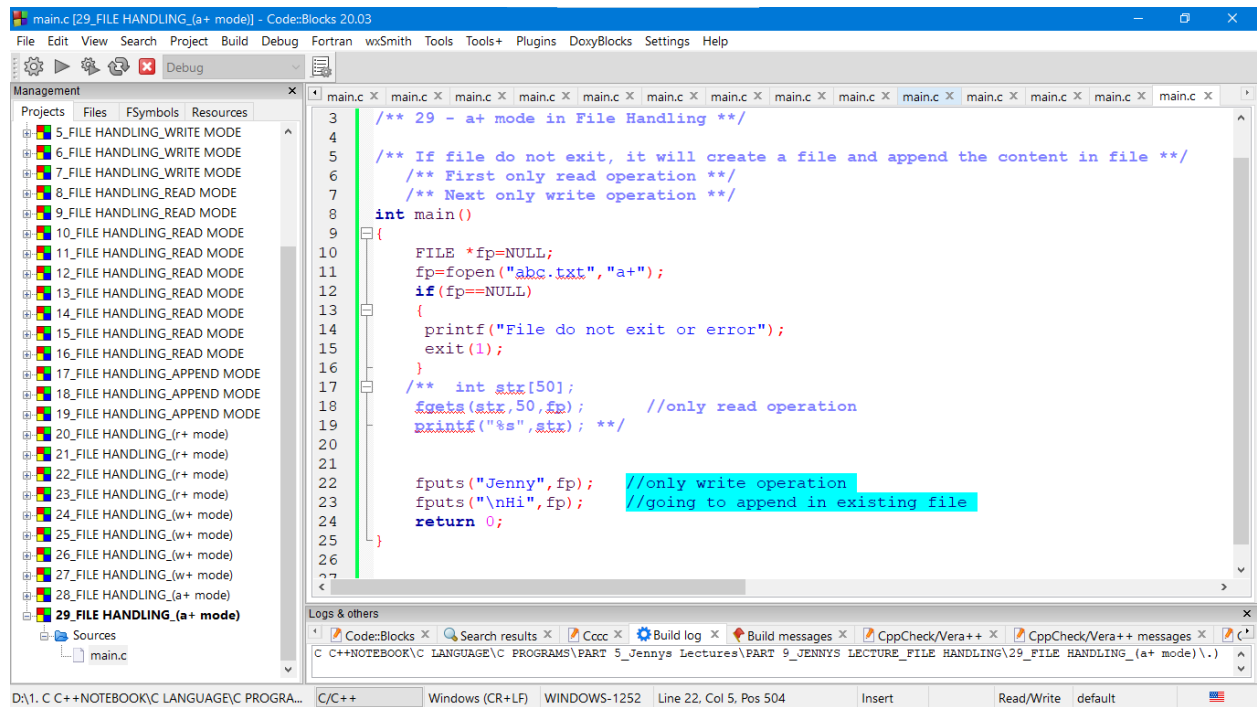 main.c [29_FILE HANDLING_(a+ mode)] - Code::Blocks 20.03
File Edit View Search Project Build Debug Fortran wxSmith Tools Tools+ Plugins DoxyBlocks Settings Help
Debug
Management
Projects Files FSymbols Resources
5_FILE HANDLING_WRITE MODE
6_FILE HANDLING_WRITE MODE
7_FILE HANDLING_WRITE MODE
8_FILE HANDLING_READ MODE
9_FILE HANDLING_READ MODE
10_FILE HANDLING_READ MODE
11_FILE HANDLING_READ MODE
12_FILE HANDLING_READ MODE
13_FILE HANDLING_READ MODE
14_FILE HANDLING_READ MODE
15_FILE HANDLING_READ MODE
16_FILE HANDLING_READ MODE
17_FILE HANDLING_APPEND MODE
18_FILE HANDLING_APPEND MODE
19_FILE HANDLING_APPEND MODE
20_FILE HANDLING_(r+ mode)
21_FILE HANDLING_(r+ mode)
22_FILE HANDLING_(r+ mode)
23_FILE HANDLING_(r+ mode)
24_FILE HANDLING_(w+ mode)
25_FILE HANDLING_(w+ mode)
26_FILE HANDLING_(w+ mode)
27_FILE HANDLING_(w+ mode)
28_FILE HANDLING_(a+ mode)
29_FILE HANDLING_(a+ mode)
Sources
main.c
main.c main.c main.c main.c main.c main.c main.c main.c main.c main.c main.c main.c main.c main.c
3 /** 29 - a+ mode in File Handling **/
4
5 /** If file do not exit, it will create a file and append the content in file **/
6 /** First only read operation **/
7 /** Next only write operation **/
8 int main()
9 {
10 FILE *fp=NULL;
11 fp=fopen("abc.txt","a+");
12 if(fp==NULL)
13 {
14 printf("File do not exit or error");
15 exit(1);
16 }
17 /** int str[50];
18 fgets(str,50,fp); //only read operation
19 printf("%s",str); **/
20
21
22 fputs("Jenny",fp); //only write operation
23 fputs("\nHi",fp); //going to append in existing file
24 return 0;
25 }
26
27
Logs & others
Code::Blocks Search results Cccc Build log Build messages CppCheck/Vera++ CppCheck/Vera++ messages
C C++NOTEBOOK\C LANGUAGE\C PROGRAMS\PART 5_Jennys Lectures\PART 9_JENNYS LECTURE_FILE HANDLING\29_FILE HANDLING_(a+ mode)\.)
D:\1. C C++NOTEBOOK\C LANGUAGE\C PROGRA... C/C++ Windows (CR+LF) WINDOWS-1252 Line 22, Col 5, Pos 504 Insert Read/Write default